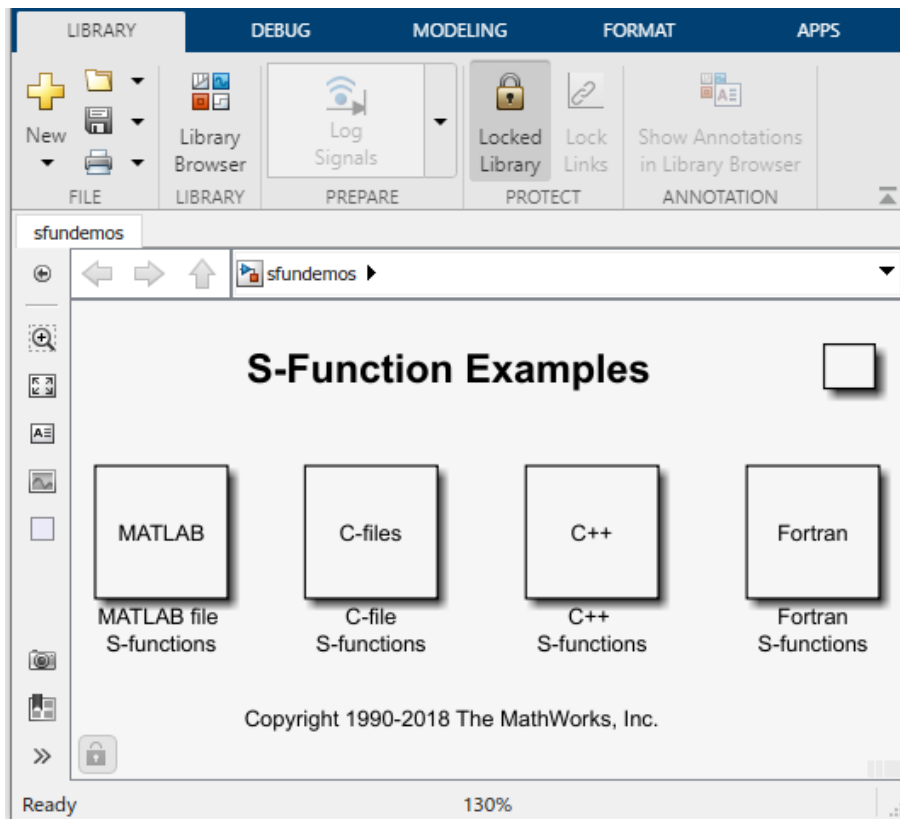 LIBRARY DEBUG MODELING FORMAT APPS
New
Library Browser
Log Signals
Locked Library
Lock Links
Show Annotations in Library Browser
FILE LIBRARY PREPARE PROTECT ANNOTATION
sfundemos
sfundemos
S-Function Examples
MATLAB C-files C++ Fortran
MATLAB file C-file C++ Fortran
S-functions S-functions S-functions S-functions
Copyright 1990-2018 The MathWorks, Inc.
Ready 130%